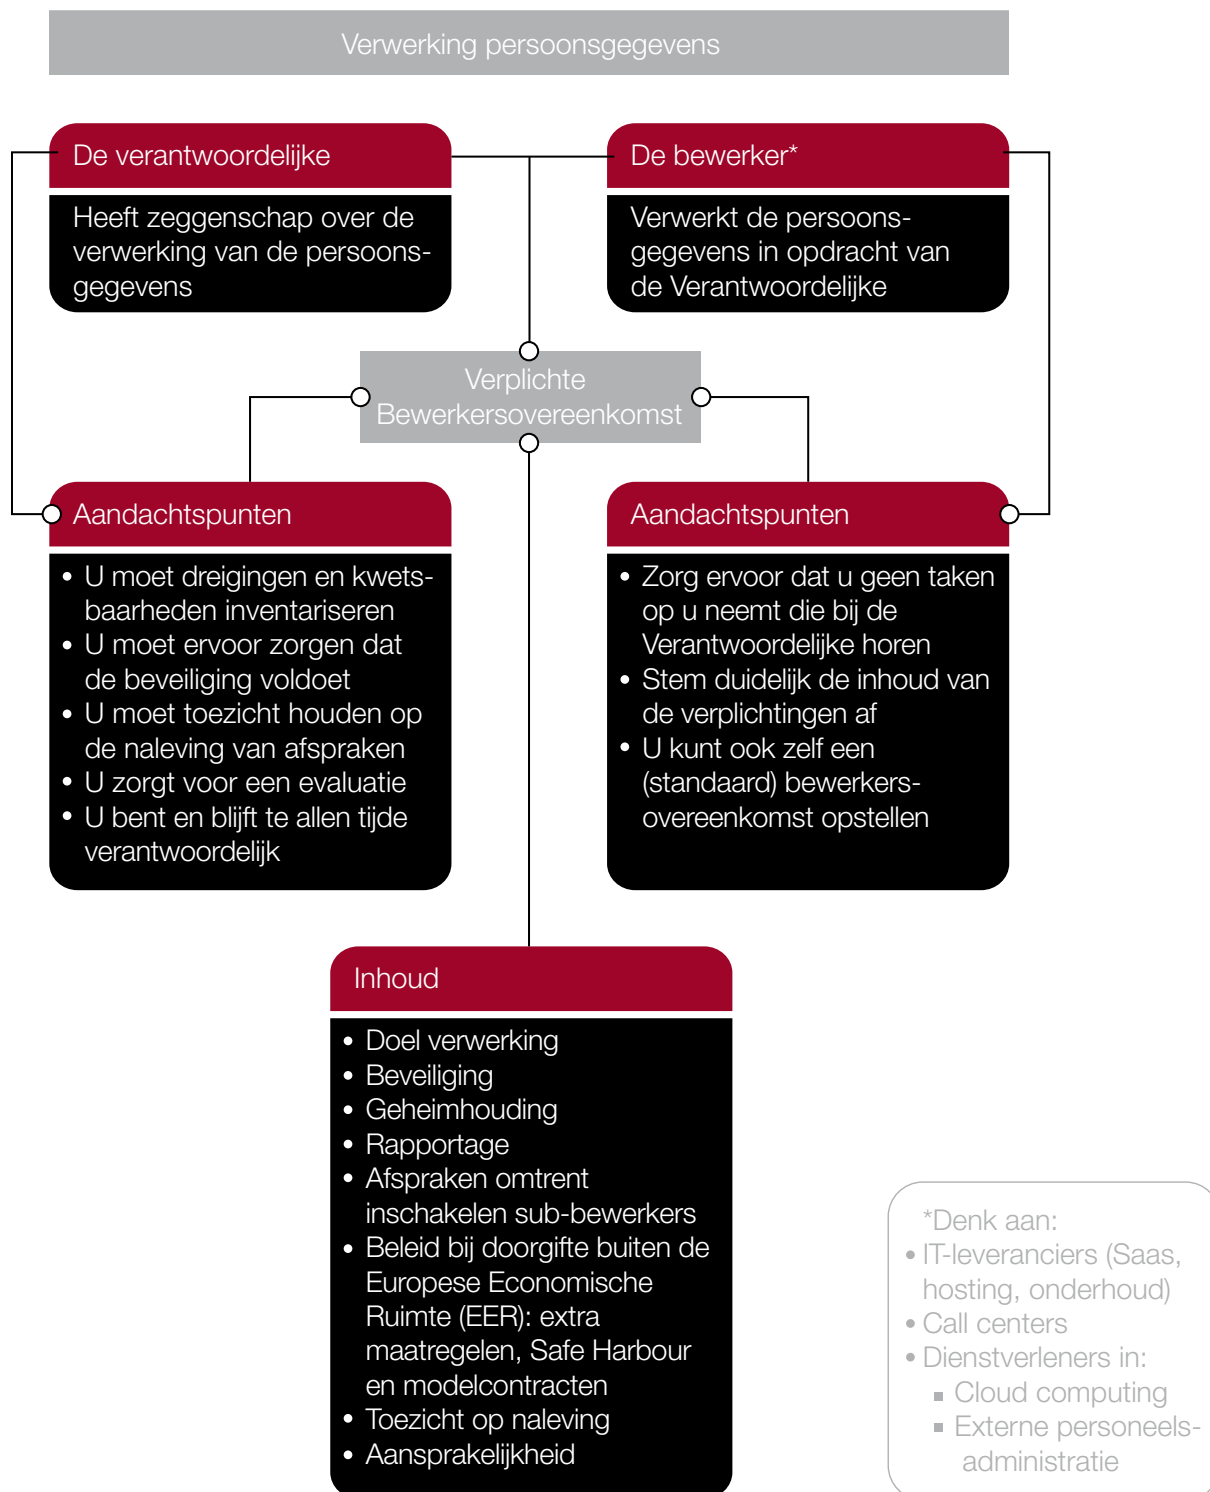 Verwerking persoonsgegevens
De verantwoordelijke
Heeft zeggenschap over de
verwerking van de persoons-
gegevens
De bewerker*
Verwerkt de persoons-
gegevens in opdracht van
de Verantwoordelijke
Verplichte
Bewerkersovereenkomst
Aandachtspunten
• U moet dreigingen en kwets-
baarheden inventariseren
• U moet ervoor zorgen dat
de beveiliging voldoet
• U moet toezicht houden op
de naleving van afspraken
• U zorgt voor een evaluatie
• U bent en blijft te allen tijde
verantwoordelijk
Aandachtspunten
• Zorg ervoor dat u geen taken
op u neemt die bij de
Verantwoordelijke horen
• Stem duidelijk de inhoud van
de verplichtingen af
• U kunt ook zelf een
(standaard) bewerkers-
overeenkomst opstellen
Inhoud
• Doel verwerking
• Beveiliging
• Geheimhouding
• Rapportage
• Afspraken omtrent
inschakelen sub-bewerkers
• Beleid bij doorgifte buiten de
Europese Economische
Ruimte (EER): extra
maatregelen, Safe Harbour
en modelcontracten
• Toezicht op naleving
• Aansprakelijkheid
*Denk aan:
• IT-leveranciers (Saas,
hosting, onderhoud)
• Call centers
• Dienstverleners in:
▪ Cloud computing
▪ Externe personeels-
administratie